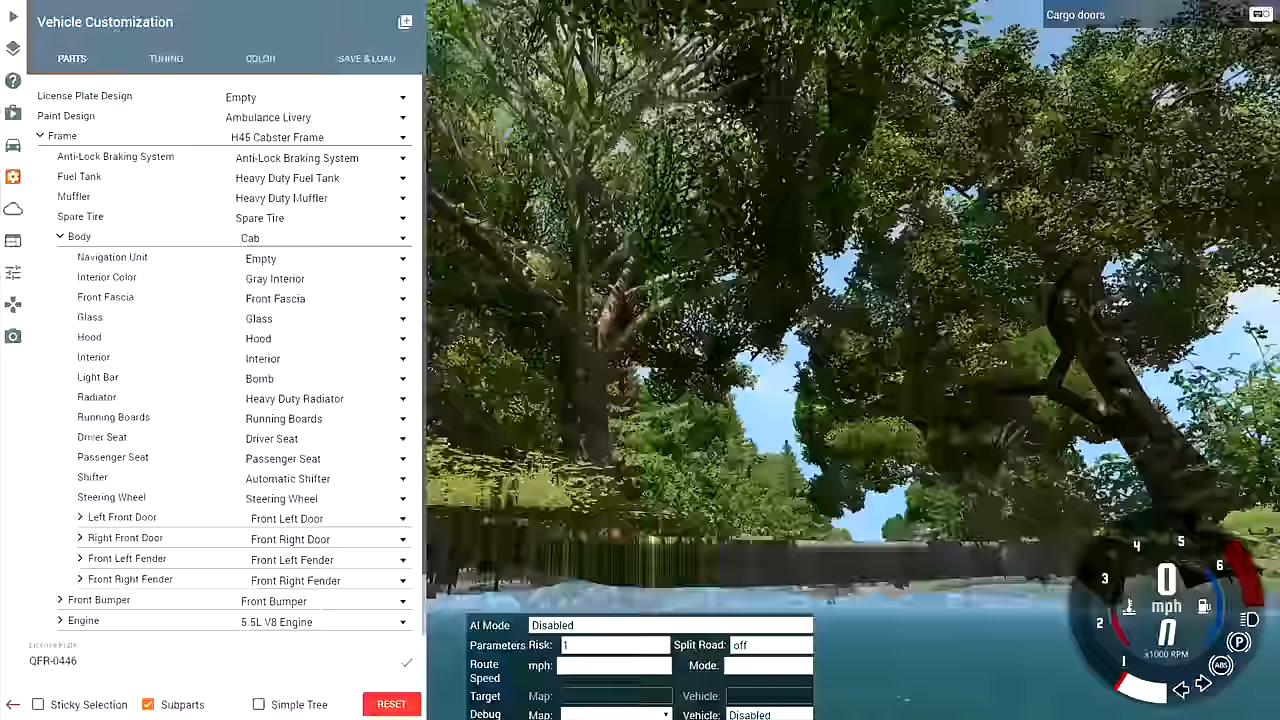 Vehicle Customization
PARTS TUNING COLOR SAVE & LOAD
License Plate Design Empty
Paint Design Ambulance Livery
Frame H45 Cabster Frame
Anti-Lock Braking System Anti-Lock Braking System
Fuel Tank Heavy Duty Fuel Tank
Muffler Heavy Duty Muffler
Spare Tire Spare Tire
Body Cab
Navigation Unit Empty
Interior Color Gray Interior
Front Fascia Front Fascia
Glass Glass
Hood Hood
Interior Interior
Light Bar Bomb
Radiator Heavy Duty Radiator
Running Boards Running Boards
Driver Seat Driver Seat
Passenger Seat Passenger Seat
Shifter Automatic Shifter
Steering Wheel Steering Wheel
Left Front Door Front Left Door
Right Front Door Front Right Door
Front Left Fender Front Left Fender
Front Right Fender Front Right Fender
Front Bumper Front Bumper
Engine 5.5L V8 Engine
License Plate
QFR-0446
Sticky Selection Subparts Simple Tree RESET
Cargo doors
AI Mode Disabled
Parameters Risk: 1 Split Road: off
Route mph: Mode:
Speed
Target Map: Vehicle:
Debug Map: Vehicle: Disabled
1 2 3 4 5 6
0
mph
0
x1000 RPM
P
ABS